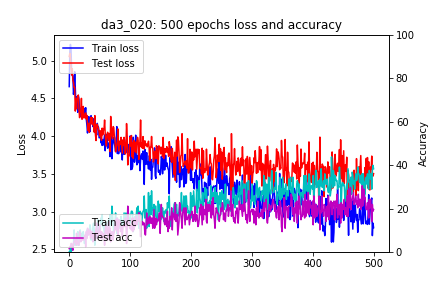 da3_020: 500 epochs loss and accuracy
Train loss
Test loss
Train acc
Test acc
Loss
Accuracy
5.0
4.5
4.0
3.5
3.0
2.5
100
80
60
40
20
0
0
100
200
300
400
500